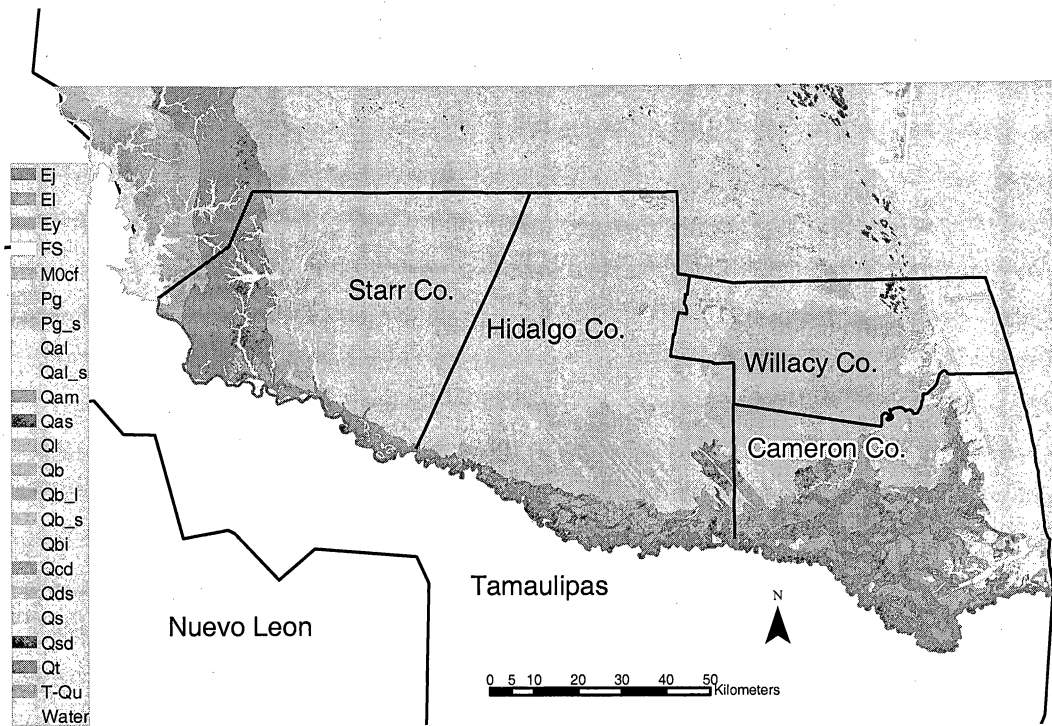 Ej
El
Ey
FS
M0cf
Pg
Pg_s
Qal
Qal_s
Qam
Qas
Ql
Qb
Qb_l
Qb_s
Qbi
Qcd
Qds
Qs
Qsd
Qt
T-Qu
Water
Starr Co.
Hidalgo Co.
Willacy Co.
Cameron Co.
Tamaulipas
Nuevo Leon
N
0 5 10 20 30 40 50
Kilometers